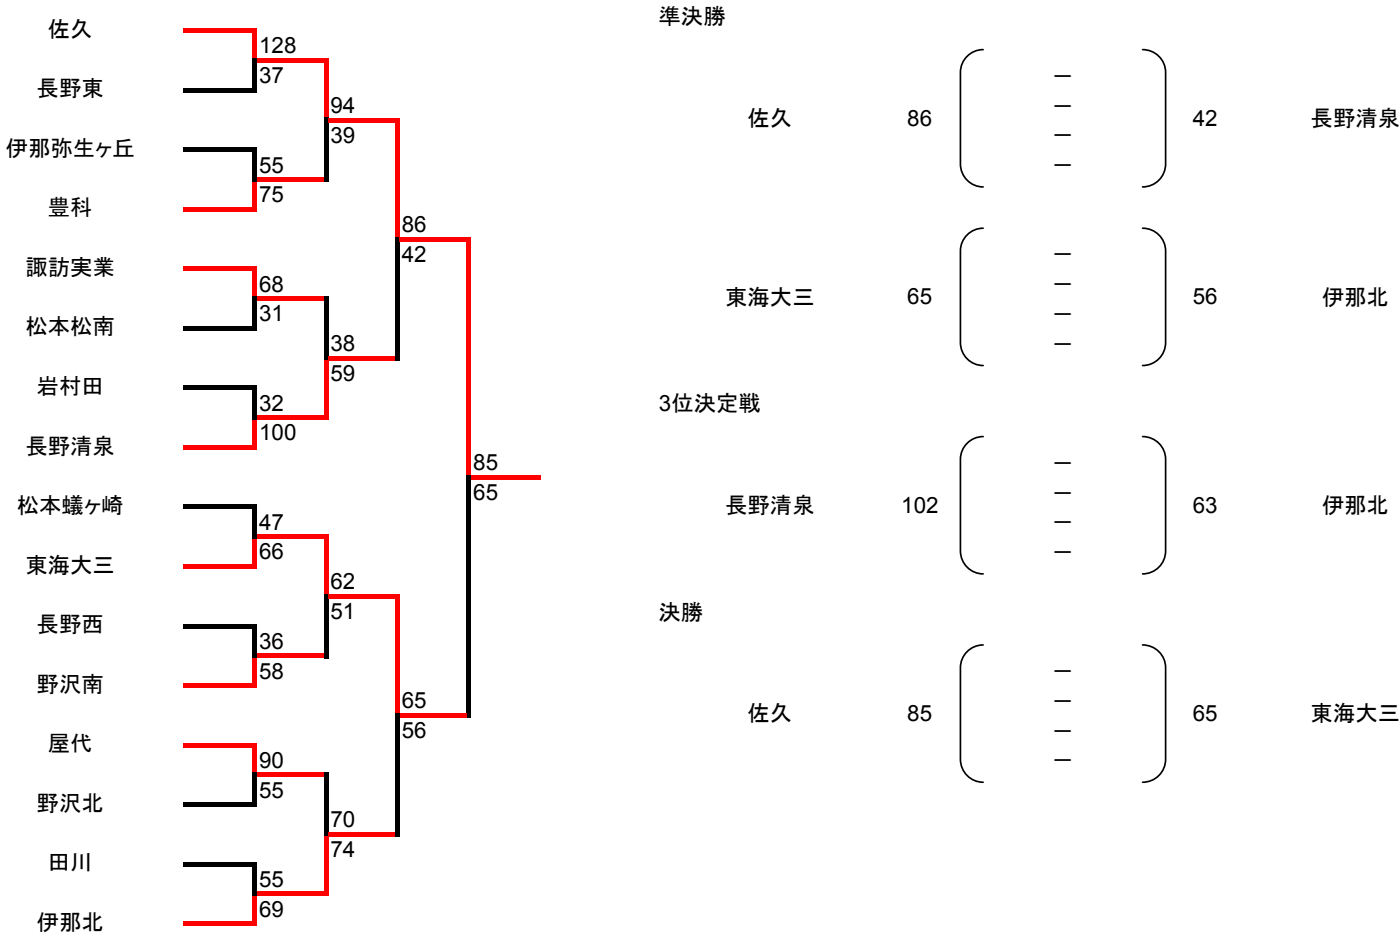 佐久
128
37
長野東
94
39
伊那弥生ヶ丘
55
75
豊科
86
42
諏訪実業
68
31
松本松南
38
59
岩村田
32
100
長野清泉
85
65
松本蟻ヶ崎
47
66
東海大三
62
51
長野西
36
58
野沢南
65
56
屋代
90
55
野沢北
70
74
田川
55
69
伊那北
準決勝
佐久 86 － － － － 42 長野清泉
東海大三 65 － － － － 56 伊那北
3位決定戦
長野清泉 102 － － － － 63 伊那北
決勝
佐久 85 － － － － 65 東海大三